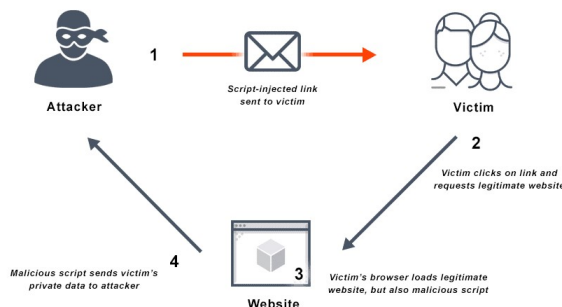 1
Script-injected link
sent to victim
Attacker
Victim
2
Victim clicks on link and
requests legitimate website
3
Victim's browser loads legitimate
website, but also malicious script
Website
4
Malicious script sends victim's
private data to attacker